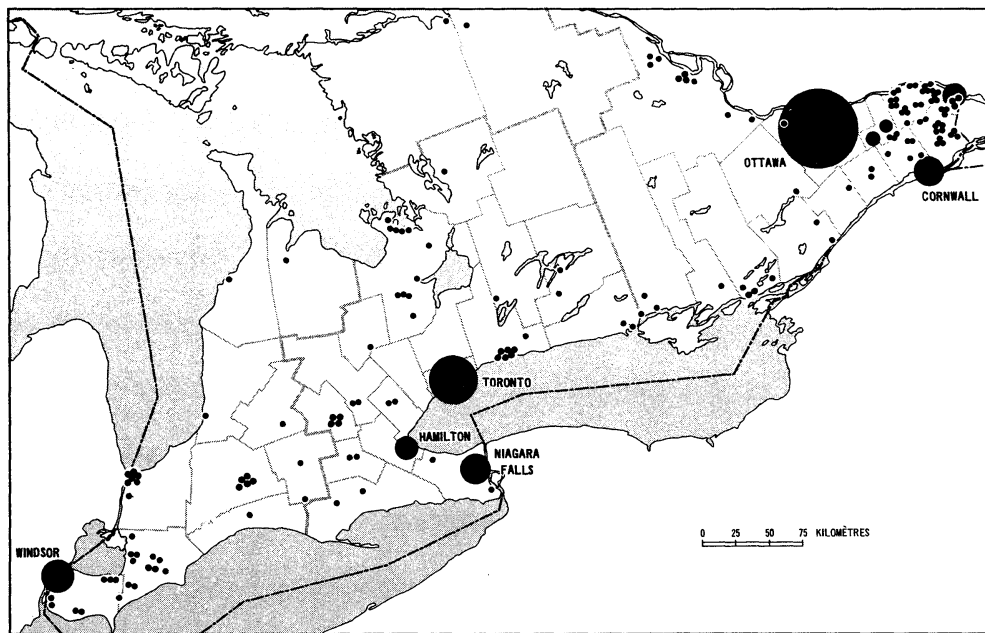 OTTAWA
CORNWALL
TORONTO
HAMILTON
NIAGARA
FALLS
0 25 50 75 KILOMÈTRES
WINDSOR